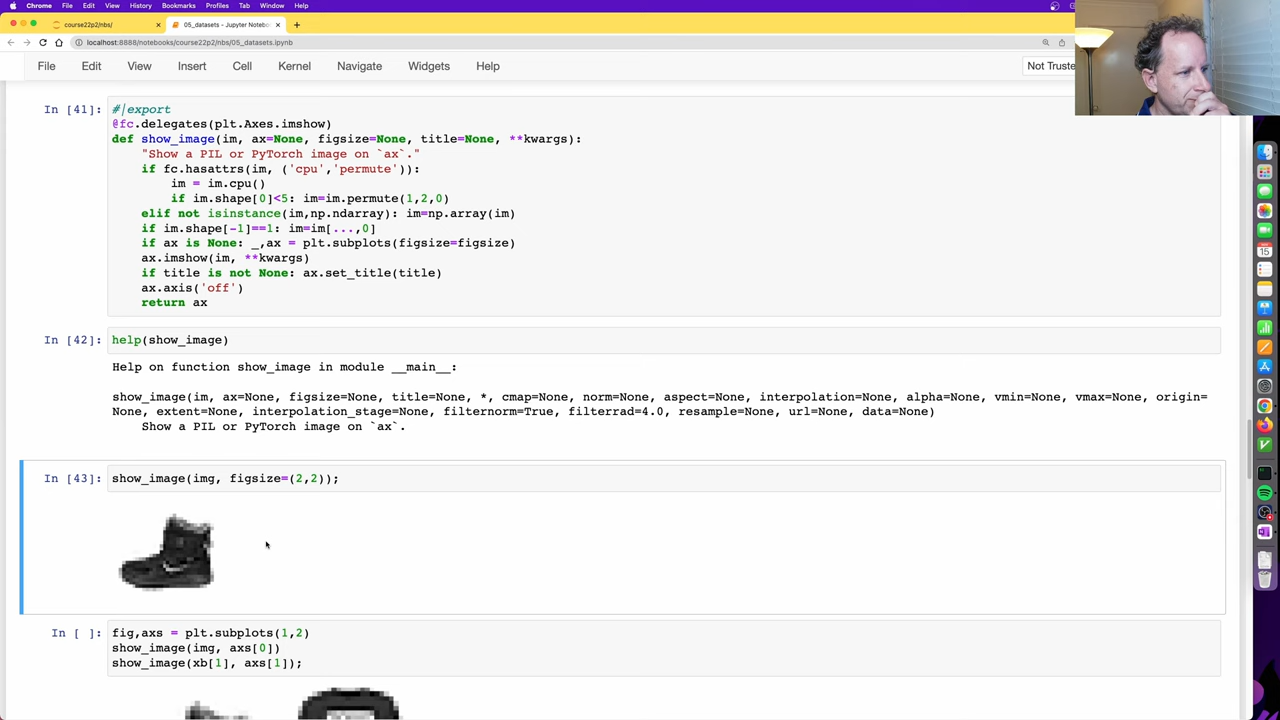 Chrome File Edit View History Bookmarks Profiles Tab Window Help
course22p2/nbs/
05_datasets - Jupyter Notebo
localhost:8888/notebooks/course22p2/nbs/05_datasets.ipynb
File Edit View Insert Cell Kernel Navigate Widgets Help
Not Truste
In [41]: #|export
@fc.delegates(plt.Axes.imshow)
def show_image(im, ax=None, figsize=None, title=None, **kwargs):
    "Show a PIL or PyTorch image on `ax`."
    if fc.hasattrs(im, ('cpu','permute')):
        im = im.cpu()
        if im.shape[0]<5: im=im.permute(1,2,0)
    elif not isinstance(im,np.ndarray): im=np.array(im)
    if im.shape[-1]==1: im=im[...,0]
    if ax is None: _,ax = plt.subplots(figsize=figsize)
    ax.imshow(im, **kwargs)
    if title is not None: ax.set_title(title)
    ax.axis('off')
    return ax
In [42]: help(show_image)
Help on function show_image in module __main__:
show_image(im, ax=None, figsize=None, title=None, *, cmap=None, norm=None, aspect=None, interpolation=None, alpha=None, vmin=None, vmax=None, origin=
None, extent=None, interpolation_stage=None, filternorm=True, filterrad=4.0, resample=None, url=None, data=None)
    Show a PIL or PyTorch image on `ax`.
In [43]: show_image(img, figsize=(2,2));
In [ ]: fig,axs = plt.subplots(1,2)
show_image(img, axs[0])
show_image(xb[1], axs[1]);
15